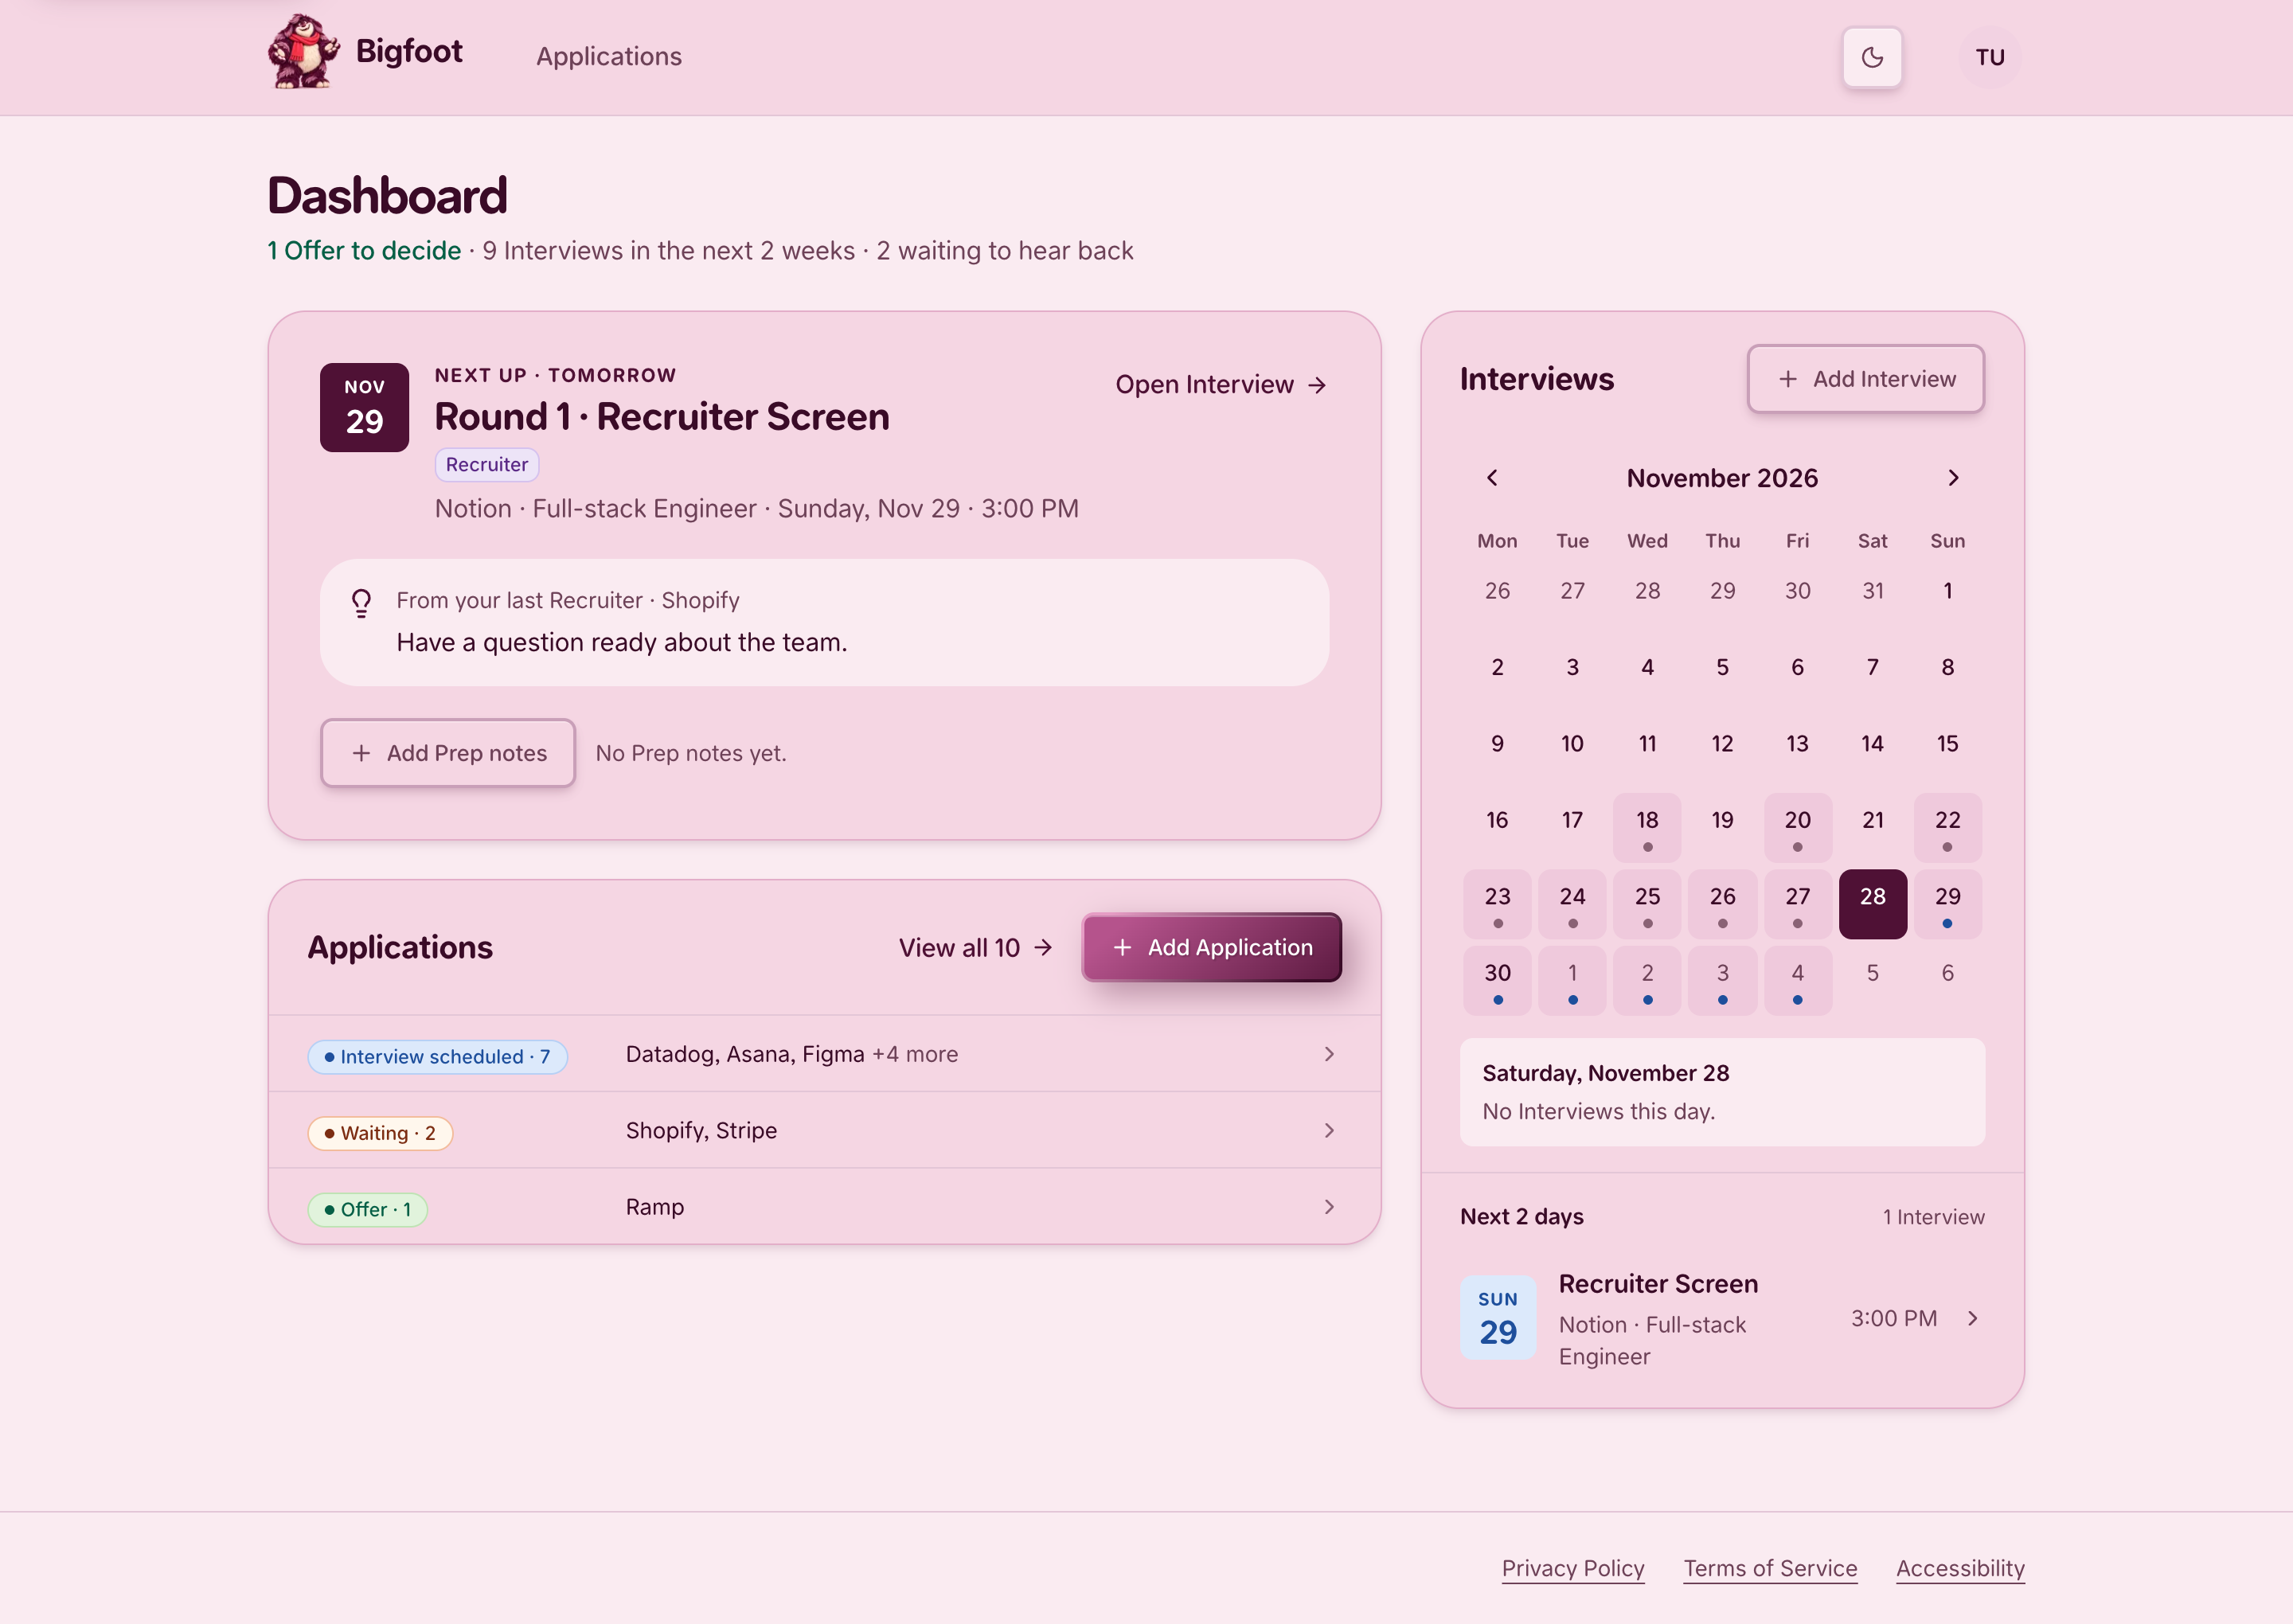 Bigfoot
Applications
TU
Dashboard
1 Offer to decide · 9 Interviews in the next 2 weeks · 2 waiting to hear back
NOV
29
NEXT UP · TOMORROW
Round 1 · Recruiter Screen
Recruiter
Notion · Full-stack Engineer · Sunday, Nov 29 · 3:00 PM
Open Interview
From your last Recruiter · Shopify
Have a question ready about the team.
Add Prep notes
No Prep notes yet.
Applications
View all 10
Add Application
Interview scheduled · 7
Datadog, Asana, Figma +4 more
Waiting · 2
Shopify, Stripe
Offer · 1
Ramp
Interviews
Add Interview
November 2026
Mon Tue Wed Thu Fri Sat Sun
26 27 28 29 30 31 1
2 3 4 5 6 7 8
9 10 11 12 13 14 15
16 17 18 19 20 21 22
23 24 25 26 27 28 29
30 1 2 3 4 5 6
Saturday, November 28
No Interviews this day.
Next 2 days
1 Interview
SUN
29
Recruiter Screen
Notion · Full-stack
Engineer
3:00 PM
Privacy Policy
Terms of Service
Accessibility